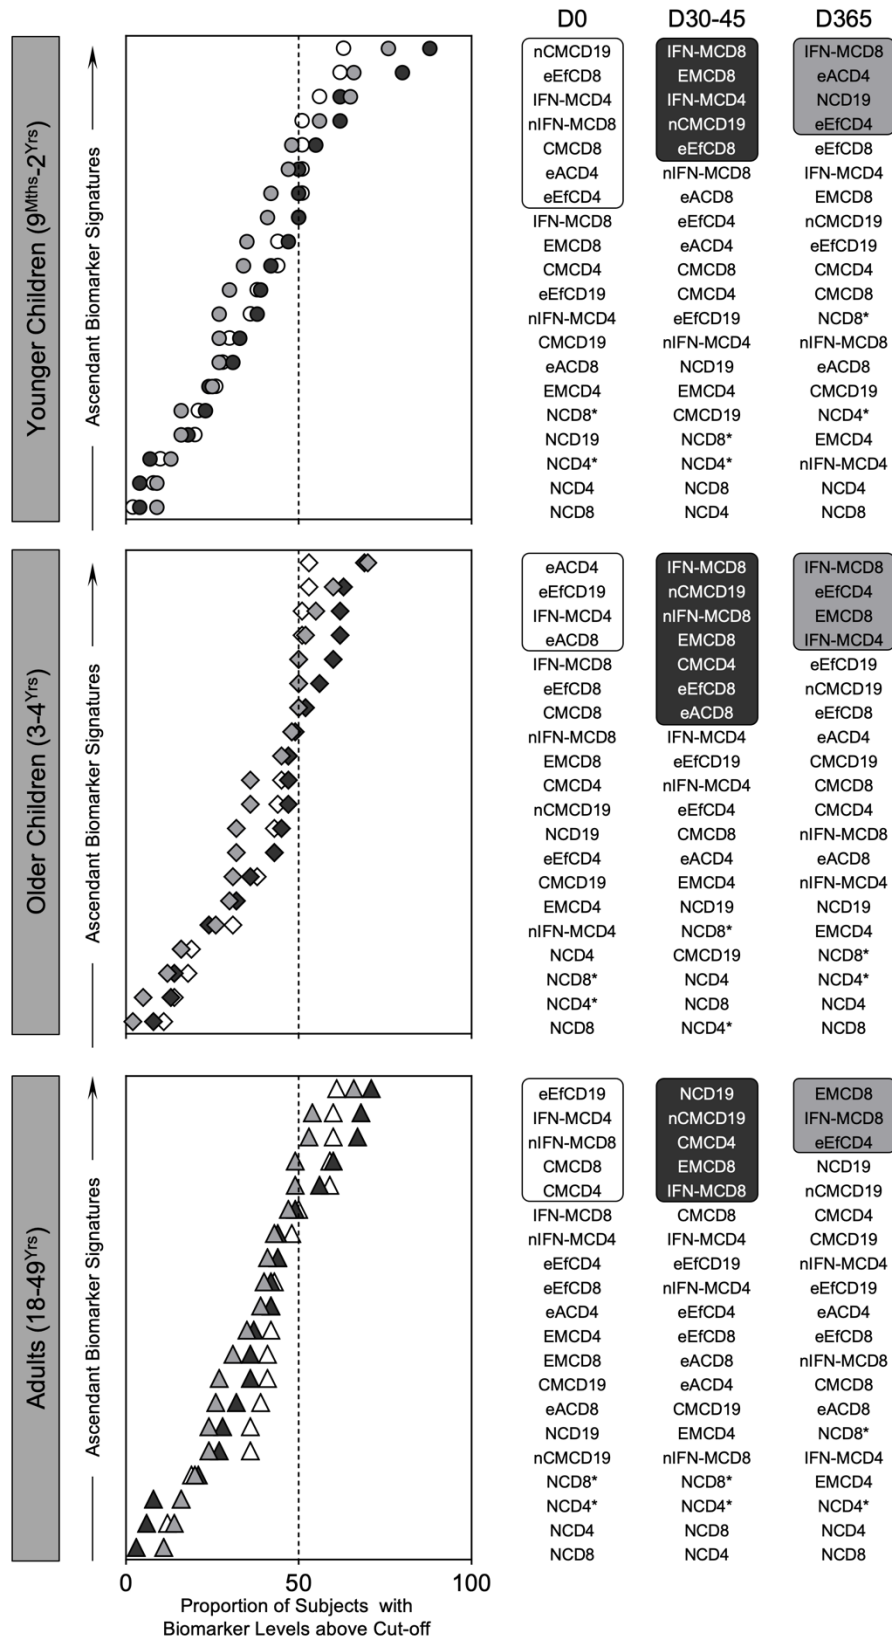 D0 D30-45 D365
Younger Children (9Mths-2Yrs)
Ascendant Biomarker Signatures
nCMCD19 IFN-MCD8 IFN-MCD8
eEfCD8 EMCD8 eACD4
IFN-MCD4 IFN-MCD4 NCD19
nIFN-MCD8 nCMCD19 eEfCD4
CMCD8 eEfCD8 eEfCD8
eACD4 nIFN-MCD8 IFN-MCD4
eEfCD4 eACD8 EMCD8
IFN-MCD8 eEfCD4 nCMCD19
EMCD8 eACD4 eEfCD19
CMCD4 CMCD8 CMCD4
eEfCD19 CMCD4 CMCD8
nIFN-MCD4 eEfCD19 NCD8*
CMCD19 nIFN-MCD4 nIFN-MCD8
eACD8 NCD19 eACD8
EMCD4 EMCD4 CMCD19
NCD8* CMCD19 NCD4*
NCD19 NCD8* EMCD4
NCD4* NCD4* nIFN-MCD4
NCD4 NCD8 NCD4
NCD8 NCD4 NCD8
Older Children (3-4Yrs)
Ascendant Biomarker Signatures
eACD4 IFN-MCD8 IFN-MCD8
eEfCD19 nCMCD19 eEfCD4
IFN-MCD4 nIFN-MCD8 EMCD8
eACD8 EMCD8 IFN-MCD4
IFN-MCD8 CMCD4 eEfCD19
eEfCD8 eEfCD8 nCMCD19
CMCD8 eACD8 eEfCD8
nIFN-MCD8 IFN-MCD4 eACD4
EMCD8 eEfCD19 CMCD19
CMCD4 nIFN-MCD4 CMCD8
nCMCD19 eEfCD4 CMCD4
NCD19 CMCD8 nIFN-MCD8
eEfCD4 eACD4 eACD8
CMCD19 EMCD4 nIFN-MCD4
EMCD4 NCD19 NCD19
nIFN-MCD4 NCD8* EMCD4
NCD4 CMCD19 NCD8*
NCD8* NCD4 NCD4*
NCD4* NCD8 NCD4
NCD8 NCD4* NCD8
Adults (18-49Yrs)
Ascendant Biomarker Signatures
eEfCD19 NCD19 EMCD8
IFN-MCD4 nCMCD19 IFN-MCD8
nIFN-MCD8 CMCD4 eEfCD4
CMCD8 EMCD8 NCD19
CMCD4 IFN-MCD8 nCMCD19
IFN-MCD8 CMCD8 CMCD4
nIFN-MCD4 IFN-MCD4 CMCD19
eEfCD4 eEfCD19 nIFN-MCD4
eEfCD8 nIFN-MCD4 eEfCD19
eACD4 eEfCD4 eACD4
EMCD4 eEfCD8 eEfCD8
EMCD8 eACD8 nIFN-MCD8
CMCD19 eACD4 CMCD8
eACD8 CMCD19 eACD8
NCD19 EMCD4 NCD8*
nCMCD19 nIFN-MCD8 IFN-MCD4
NCD8* NCD8* EMCD4
NCD4* NCD4* NCD4*
NCD4 NCD8 NCD4
NCD8 NCD4 NCD8
0 50 100
Proportion of Subjects with
Biomarker Levels above Cut-off